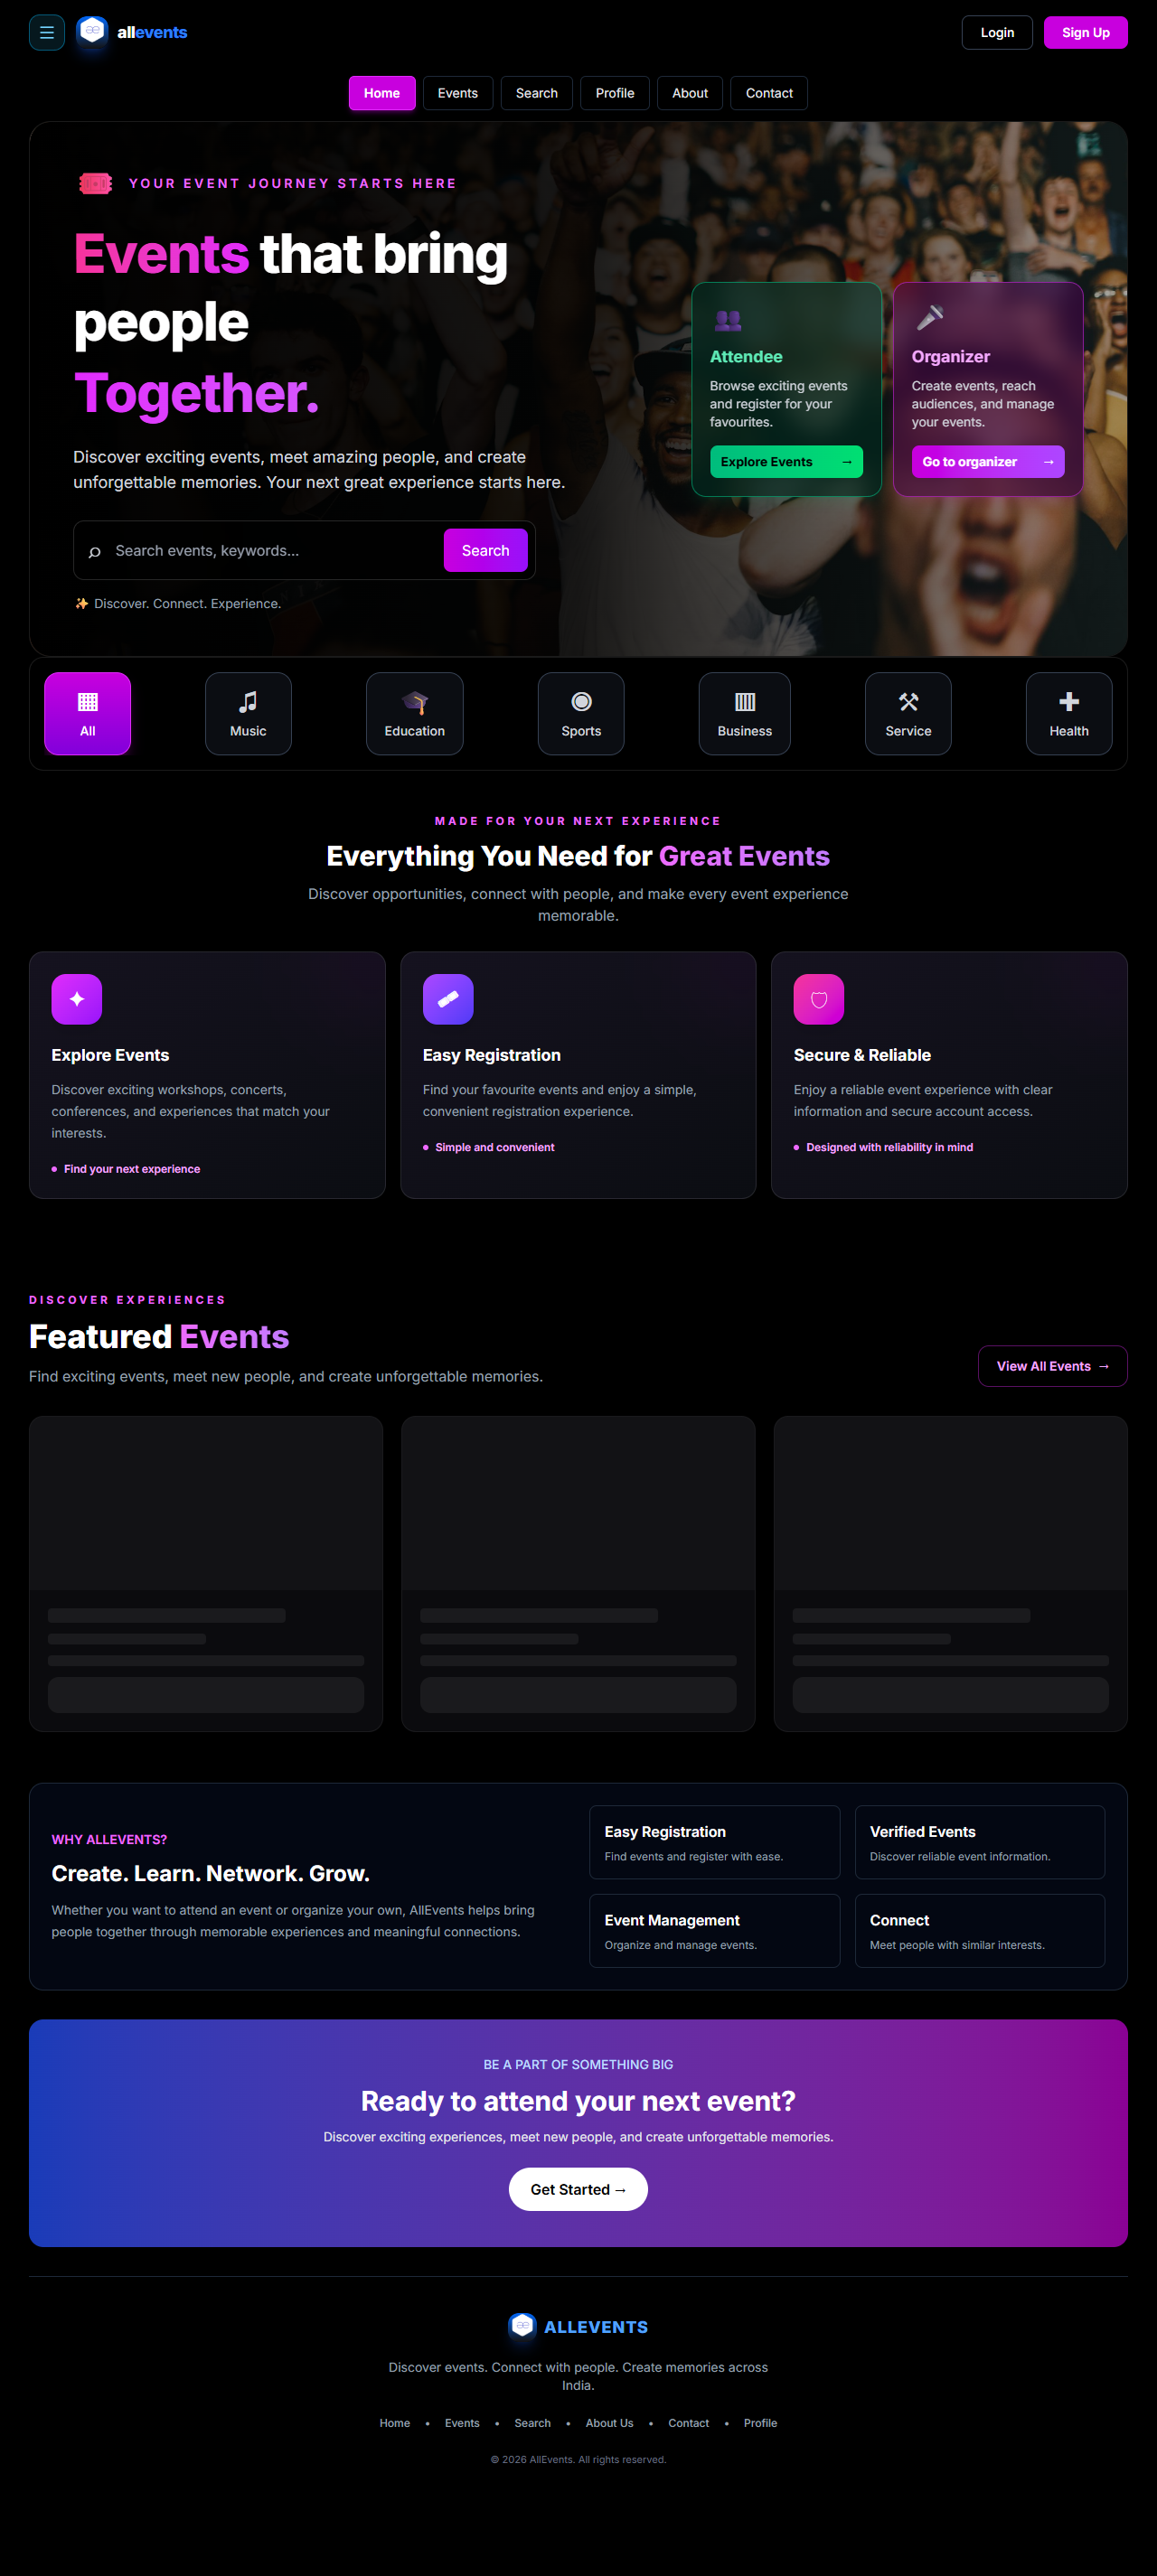 allevents
Login
Sign Up
Home
Events
Search
Profile
About
Contact
YOUR EVENT JOURNEY STARTS HERE
Events that bring
people
Together.
Discover exciting events, meet amazing people, and create
unforgettable memories. Your next great experience starts here.
Search events, keywords...
Search
✨ Discover. Connect. Experience.
Attendee
Browse exciting events
and register for your
favourites.
Explore Events →
Organizer
Create events, reach
audiences, and manage
your events.
Go to organizer →
All
Music
Education
Sports
Business
Service
Health
MADE FOR YOUR NEXT EXPERIENCE
Everything You Need for Great Events
Discover opportunities, connect with people, and make every event experience
memorable.
Explore Events
Discover exciting workshops, concerts,
conferences, and experiences that match your
interests.
• Find your next experience
Easy Registration
Find your favourite events and enjoy a simple,
convenient registration experience.
• Simple and convenient
Secure & Reliable
Enjoy a reliable event experience with clear
information and secure account access.
• Designed with reliability in mind
DISCOVER EXPERIENCES
Featured Events
Find exciting events, meet new people, and create unforgettable memories.
View All Events →
WHY ALLEVENTS?
Create. Learn. Network. Grow.
Whether you want to attend an event or organize your own, AllEvents helps bring
people together through memorable experiences and meaningful connections.
Easy Registration
Find events and register with ease.
Verified Events
Discover reliable event information.
Event Management
Organize and manage events.
Connect
Meet people with similar interests.
BE A PART OF SOMETHING BIG
Ready to attend your next event?
Discover exciting experiences, meet new people, and create unforgettable memories.
Get Started →
ALLEVENTS
Discover events. Connect with people. Create memories across
India.
Home • Events • Search • About Us • Contact • Profile
© 2026 AllEvents. All rights reserved.